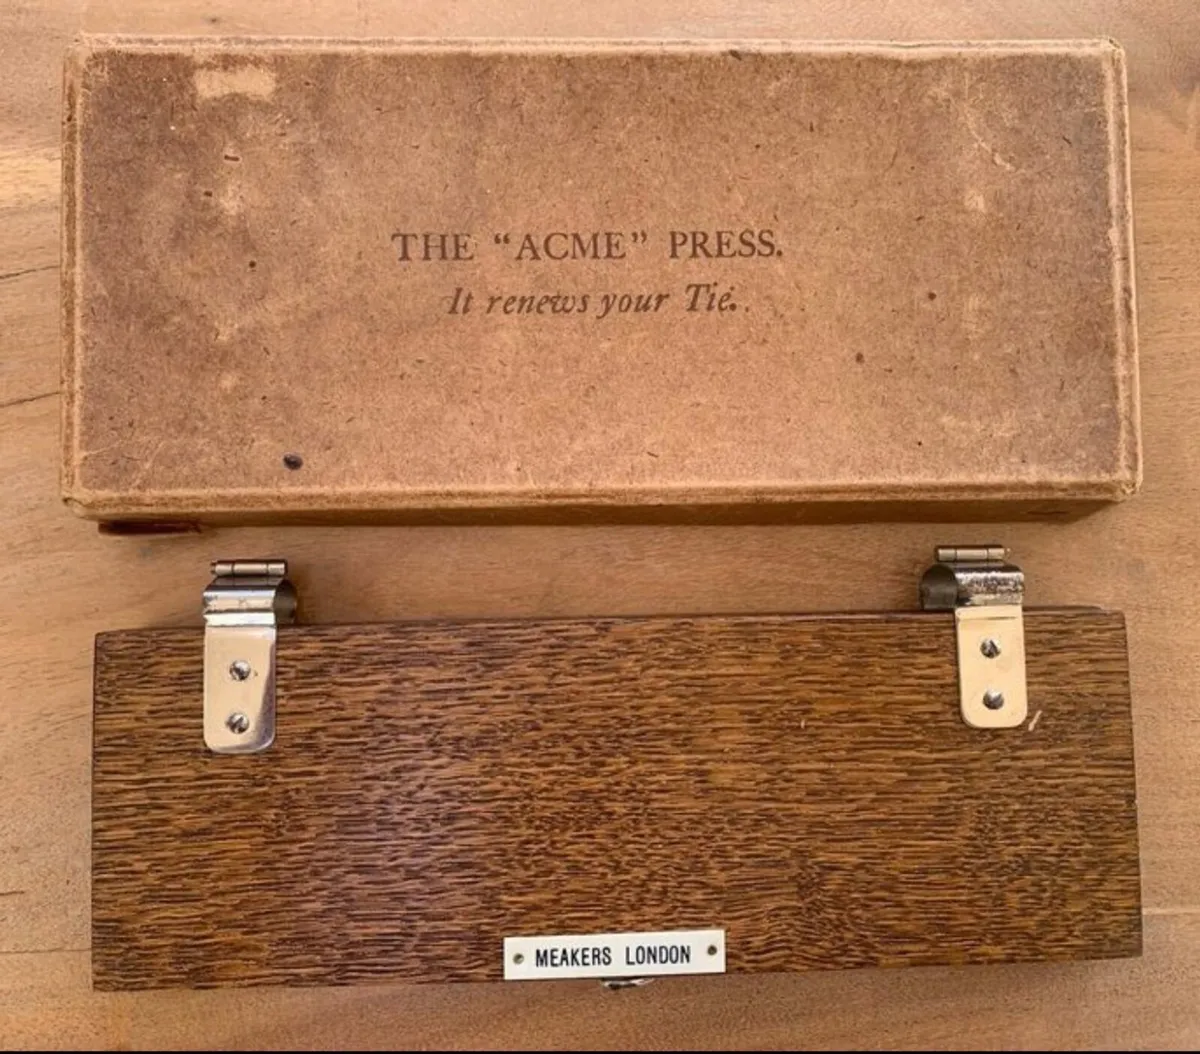 THE “ACME” PRESS.
It renews your Tie.
MEAKERS LONDON